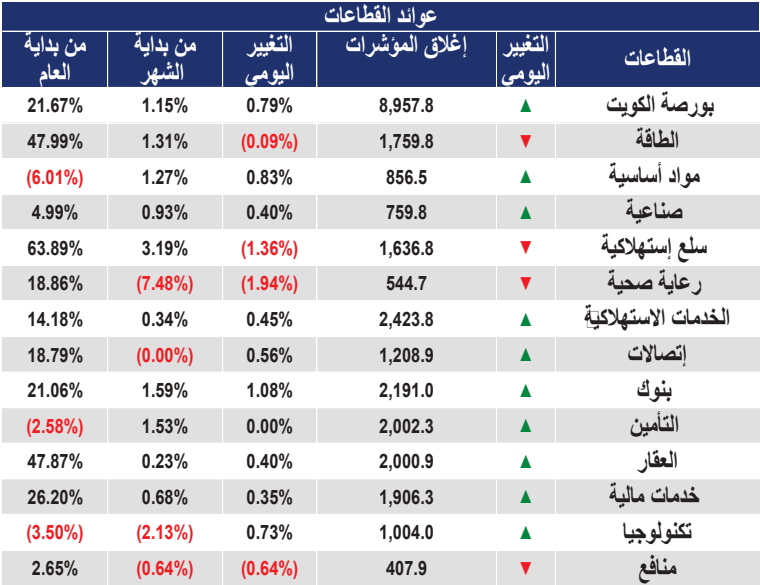 عوائد القطاعات
القطاعات التغيير اليومي إغلاق المؤشرات التغيير اليومي من بداية الشهر من بداية العام
بورصة الكويت ▲ 8,957.8 0.79% 1.15% 21.67%
الطاقة ▼ 1,759.8 (0.09%) 1.31% 47.99%
مواد أساسية ▲ 856.5 0.83% 1.27% (6.01%)
صناعية ▲ 759.8 0.40% 0.93% 4.99%
سلع إستهلاكية ▼ 1,636.8 (1.36%) 3.19% 63.89%
رعاية صحية ▼ 544.7 (1.94%) (7.48%) 18.86%
الخدمات الاستهلاكية ▲ 2,423.8 0.45% 0.34% 14.18%
إتصالات ▲ 1,208.9 0.56% (0.00%) 18.79%
بنوك ▲ 2,191.0 1.08% 1.59% 21.06%
التأمين ▲ 2,002.3 0.00% 1.53% (2.58%)
العقار ▲ 2,000.9 0.40% 0.23% 47.87%
خدمات مالية ▲ 1,906.3 0.35% 0.68% 26.20%
تكنولوجيا ▲ 1,004.0 0.73% (2.13%) (3.50%)
منافع ▼ 407.9 (0.64%) (0.64%) 2.65%